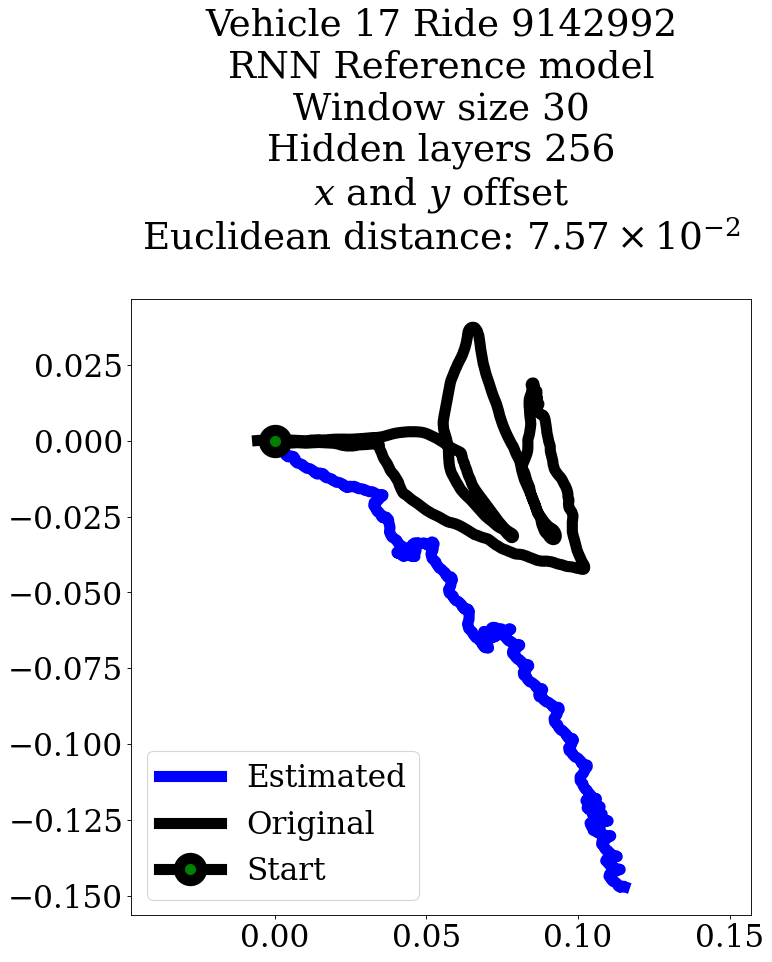 Vehicle 17 Ride 9142992
RNN Reference model
Window size 30
Hidden layers 256
x and y offset
Euclidean distance: 7.57 × 10⁻²
0.025
0.000
−0.025
−0.050
−0.075
−0.100
−0.125
−0.150
Estimated
Original
Start
0.00 0.05 0.10 0.15